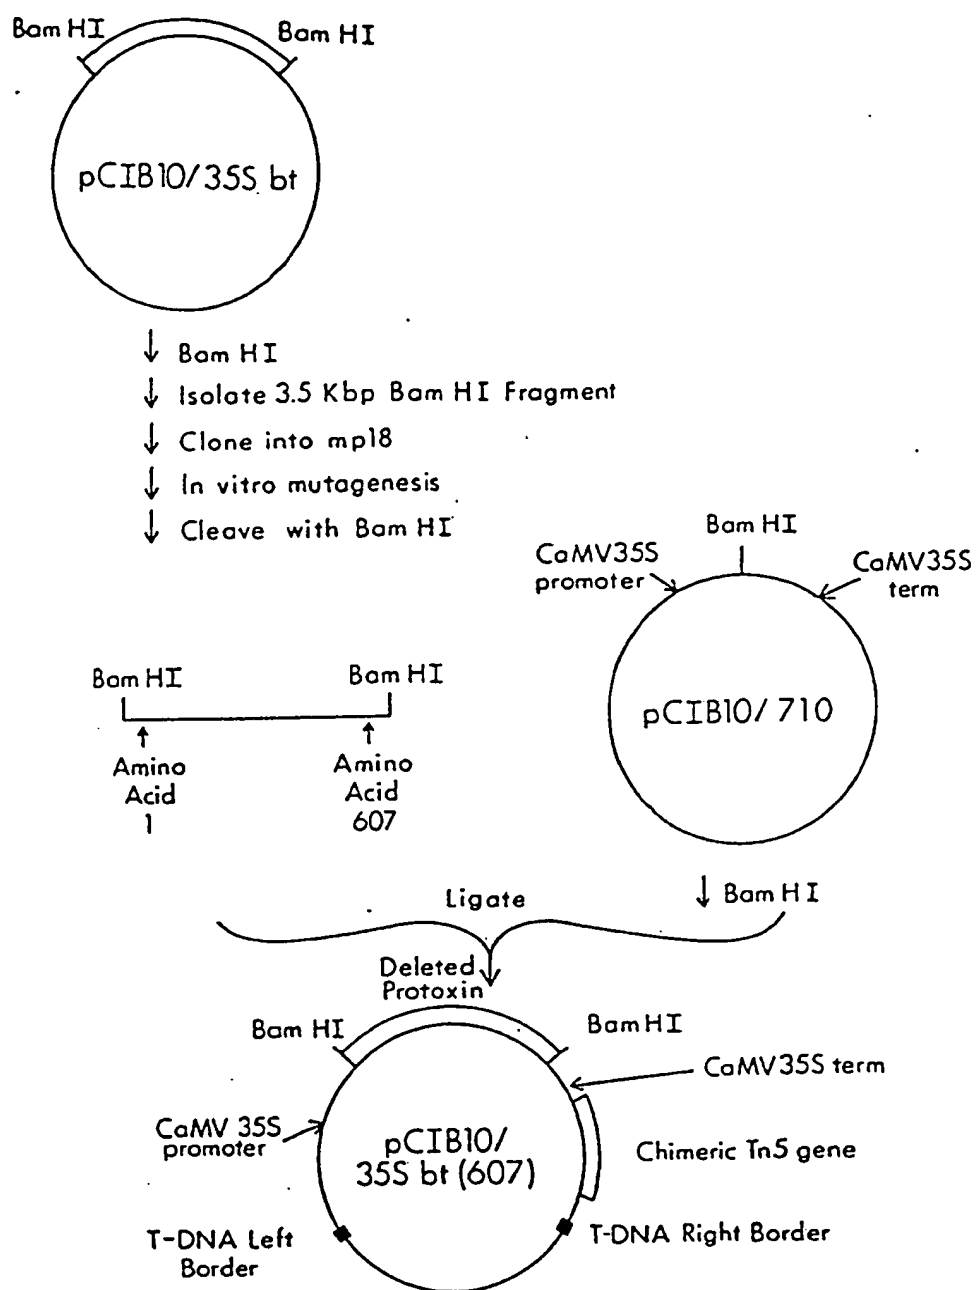 Bam HI
Bam HI
pCIB10/35S bt
Bam HI
Isolate 3.5 Kbp Bam HI Fragment
Clone into mp18
In vitro mutagenesis
Cleave with Bam HI
Bam HI
CaMV35S
promoter
CaMV35S
term
pCIB10/710
Bam HI
Bam HI
Amino
Acid
1
Amino
Acid
607
Bam HI
Ligate
Deleted
Protoxin
Bam HI
Bam HI
CaMV35S term
CaMV 35S
promoter
pCIB10/
35S bt (607)
Chimeric Tn5 gene
T-DNA Left
Border
T-DNA Right Border